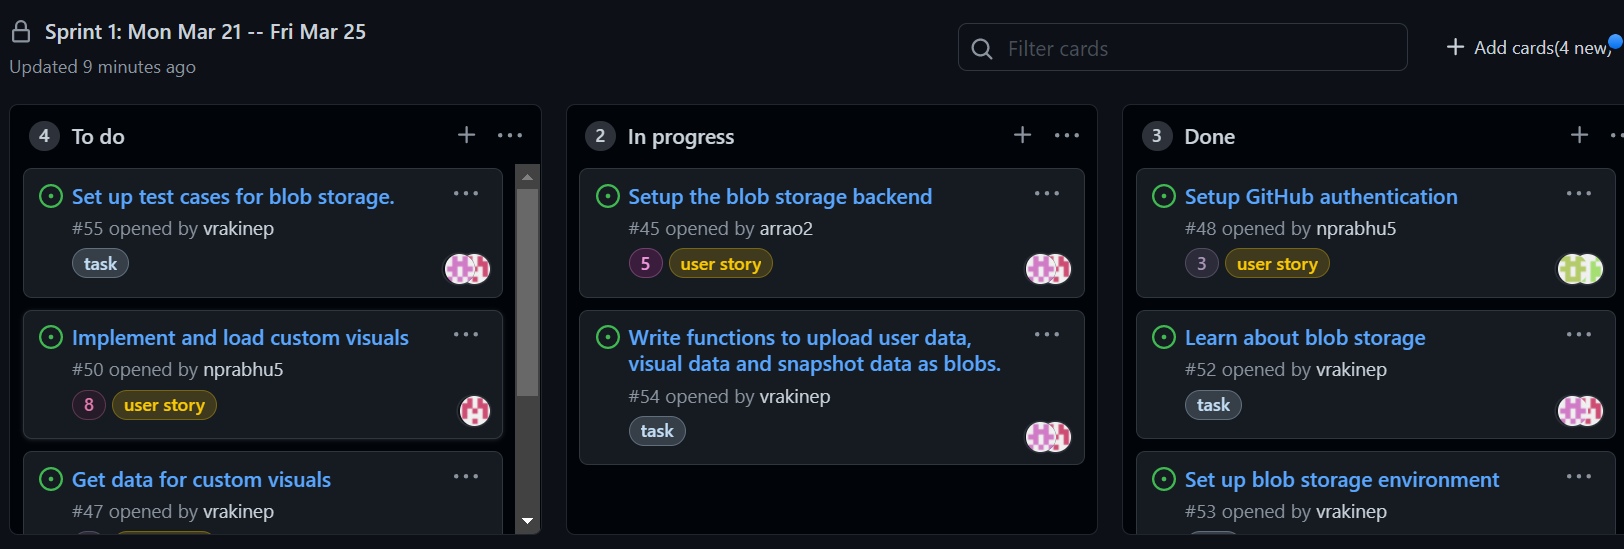 Sprint 1: Mon Mar 21 -- Fri Mar 25
Updated 9 minutes ago
Filter cards
Add cards(4 new)
4 To do
Set up test cases for blob storage.
#55 opened by vrakinep
task
Implement and load custom visuals
#50 opened by nprabhu5
8 user story
Get data for custom visuals
#47 opened by vrakinep
2 In progress
Setup the blob storage backend
#45 opened by arrao2
5 user story
Write functions to upload user data,
visual data and snapshot data as blobs.
#54 opened by vrakinep
task
3 Done
Setup GitHub authentication
#48 opened by nprabhu5
3 user story
Learn about blob storage
#52 opened by vrakinep
task
Set up blob storage environment
#53 opened by vrakinep